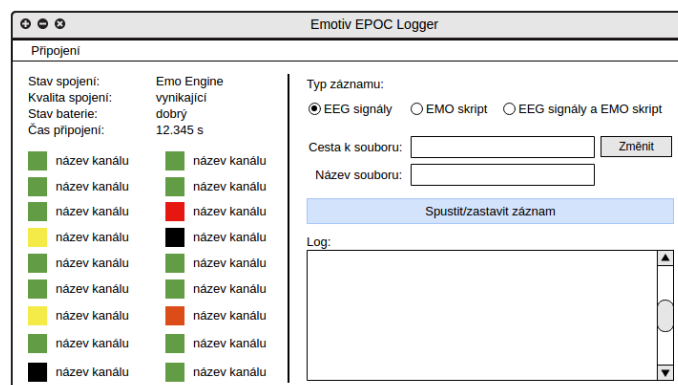 Emotiv EPOC Logger
Připojení
Stav spojení: Emo Engine
Kvalita spojení: vynikající
Stav baterie: dobrý
Čas připojení: 12.345 s
název kanálu název kanálu
název kanálu název kanálu
název kanálu název kanálu
název kanálu název kanálu
název kanálu název kanálu
název kanálu název kanálu
název kanálu název kanálu
název kanálu název kanálu
název kanálu název kanálu
Typ záznamu:
EEG signály EMO skript EEG signály a EMO skript
Cesta k souboru: Změnit
Název souboru:
Spustit/zastavit záznam
Log: